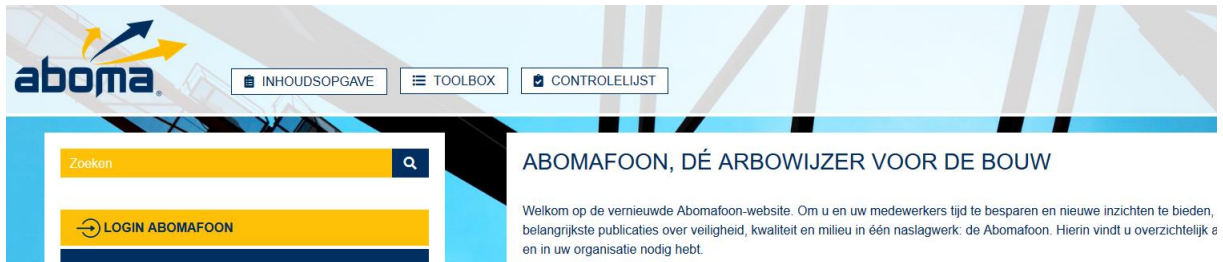 aboma®
INHOUDSOPGAVE
TOOLBOX
CONTROLELIJST
Zoeken
LOGIN ABOMAFOON
ABOMAFOON, DÉ ARBOWIJZER VOOR DE BOUW
Welkom op de vernieuwde Abomafoon-website. Om u en uw medewerkers tijd te besparen en nieuwe inzichten te bieden,
belangrijkste publicaties over veiligheid, kwaliteit en milieu in één naslagwerk: de Abomafoon. Hierin vindt u overzichtelijk
en in uw organisatie nodig hebt.